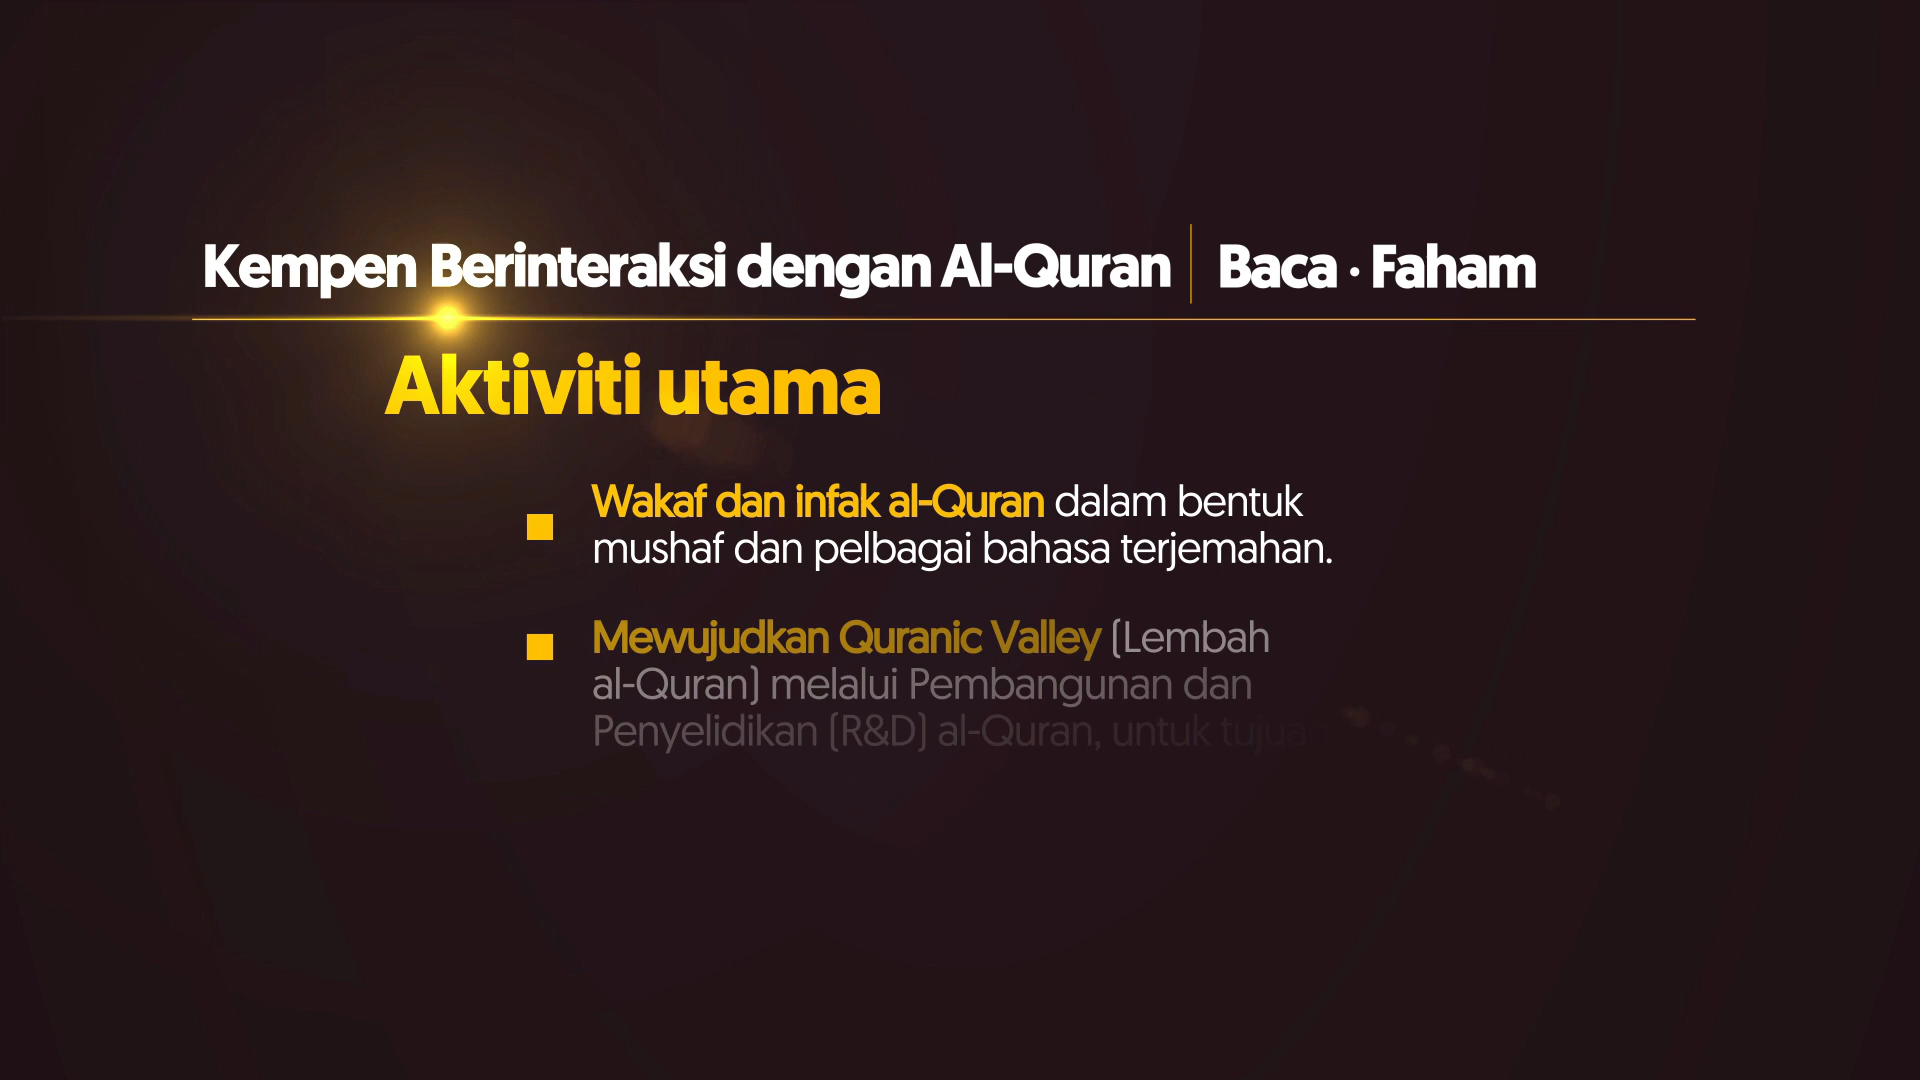 Kempen Berinteraksi dengan Al-Quran | Baca · Faham
Aktiviti utama
Wakaf dan infak al-Quran dalam bentuk
mushaf dan pelbagai bahasa terjemahan.
Mewujudkan Quranic Valley (Lembah
al-Quran) melalui Pembangunan dan
Penyelidikan (R&D) al-Quran, untuk